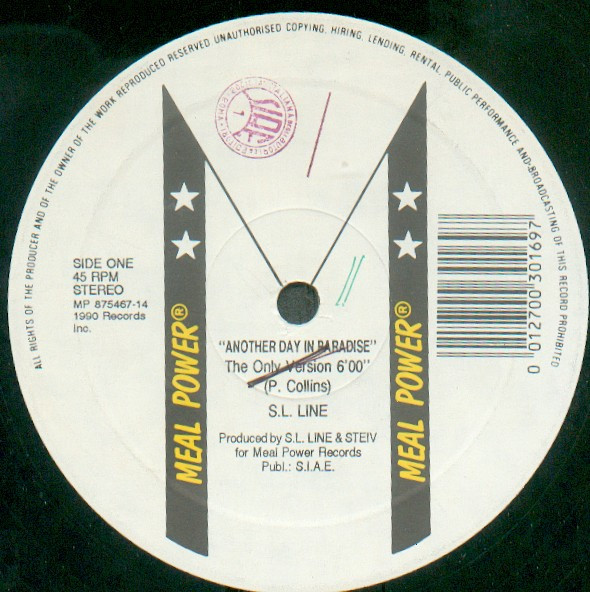 ALL RIGHTS OF THE PRODUCER AND OF THE OWNER OF THE WORK REPRODUCED RESERVED UNAUTHORISED COPYING, HIRING, LENDING, RENTAL, PUBLIC PERFORMANCE AND BROADCASTING OF THIS RECORD PROHIBITED
SIDE ONE
45 RPM
STEREO
MP 875467-14
1990 Records
Inc.
MEAL POWER®
MEAL POWER®
0 012700 301697
"ANOTHER DAY IN PARADISE"
The Only Version 6'00"
(P. Collins)
S.L. LINE
Produced by S.L. LINE & STEIV
for Meal Power Records
Publ.: S.I.A.E.